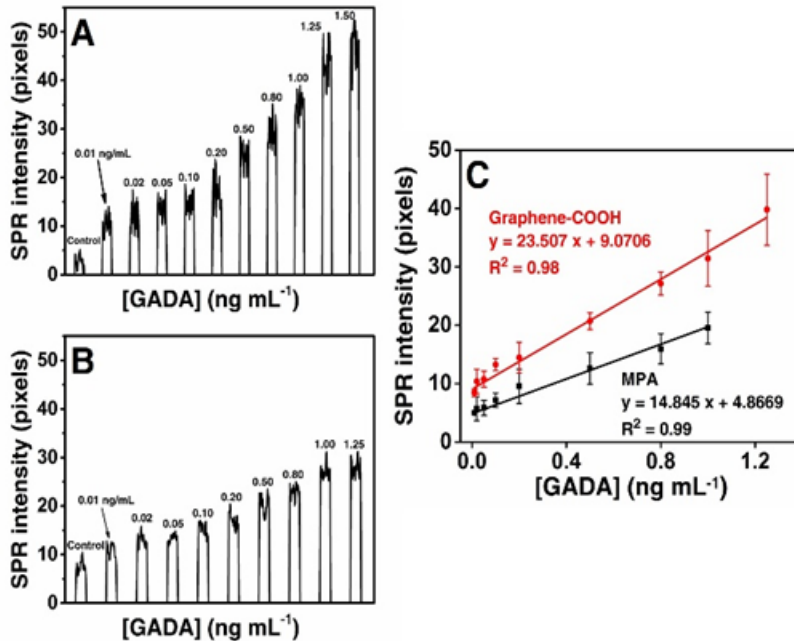 A
SPR intensity (pixels)
50
40
30
20
10
0
Control
0.01 ng/mL
0.02
0.05
0.10
0.20
0.50
0.80
1.00
1.25
1.50
[GADA] (ng mL⁻¹)
B
SPR intensity (pixels)
50
40
30
20
10
0
Control
0.01 ng/mL
0.02
0.05
0.10
0.20
0.50
0.80
1.00
1.25
[GADA] (ng mL⁻¹)
C
SPR intensity (pixels)
50
40
30
20
10
0
Graphene-COOH
y = 23.507 x + 9.0706
R² = 0.98
MPA
y = 14.845 x + 4.8669
R² = 0.99
0.0 0.4 0.8 1.2
[GADA] ng mL⁻¹)